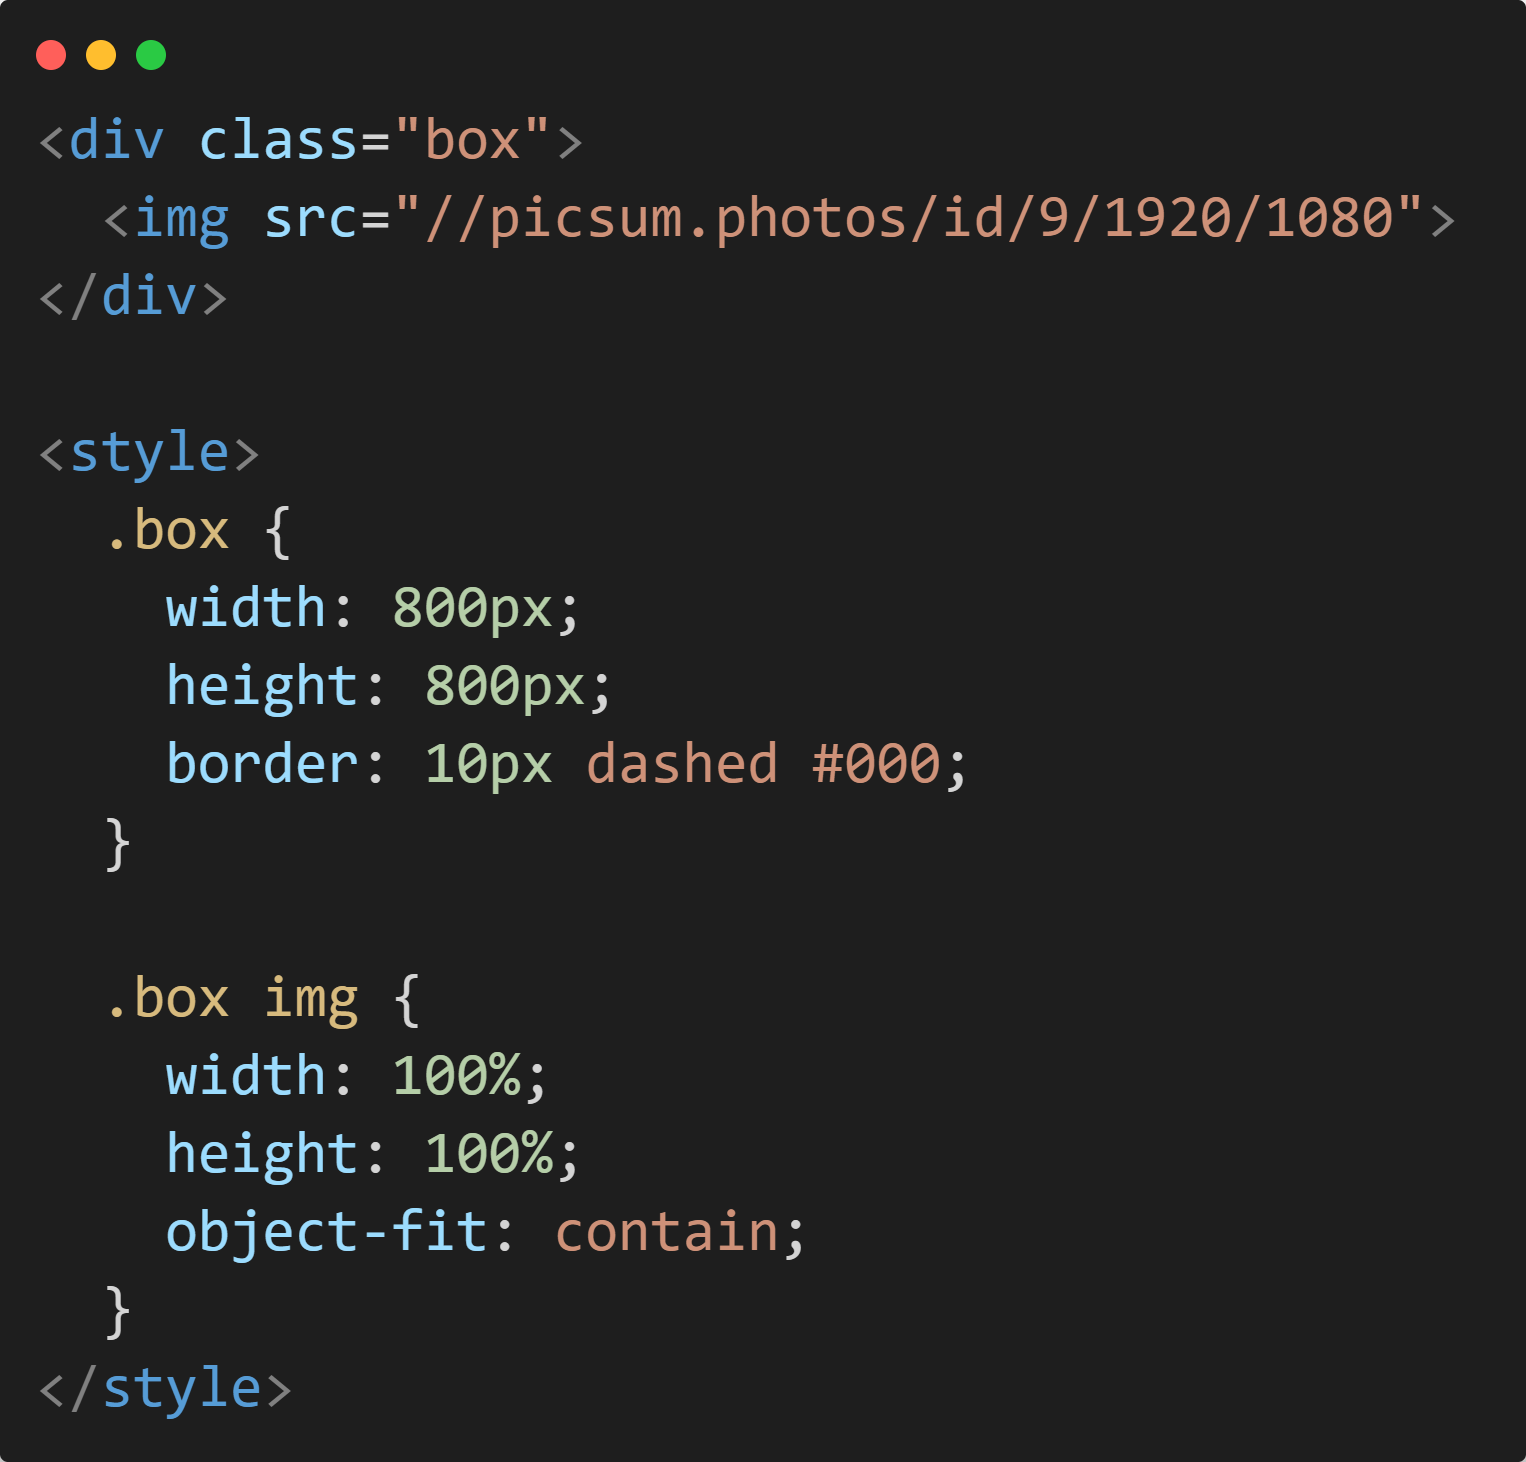 <div class="box">
  <img src="//picsum.photos/id/9/1920/1080">
</div>

<style>
  .box {
    width: 800px;
    height: 800px;
    border: 10px dashed #000;
  }

  .box img {
    width: 100%;
    height: 100%;
    object-fit: contain;
  }
</style>